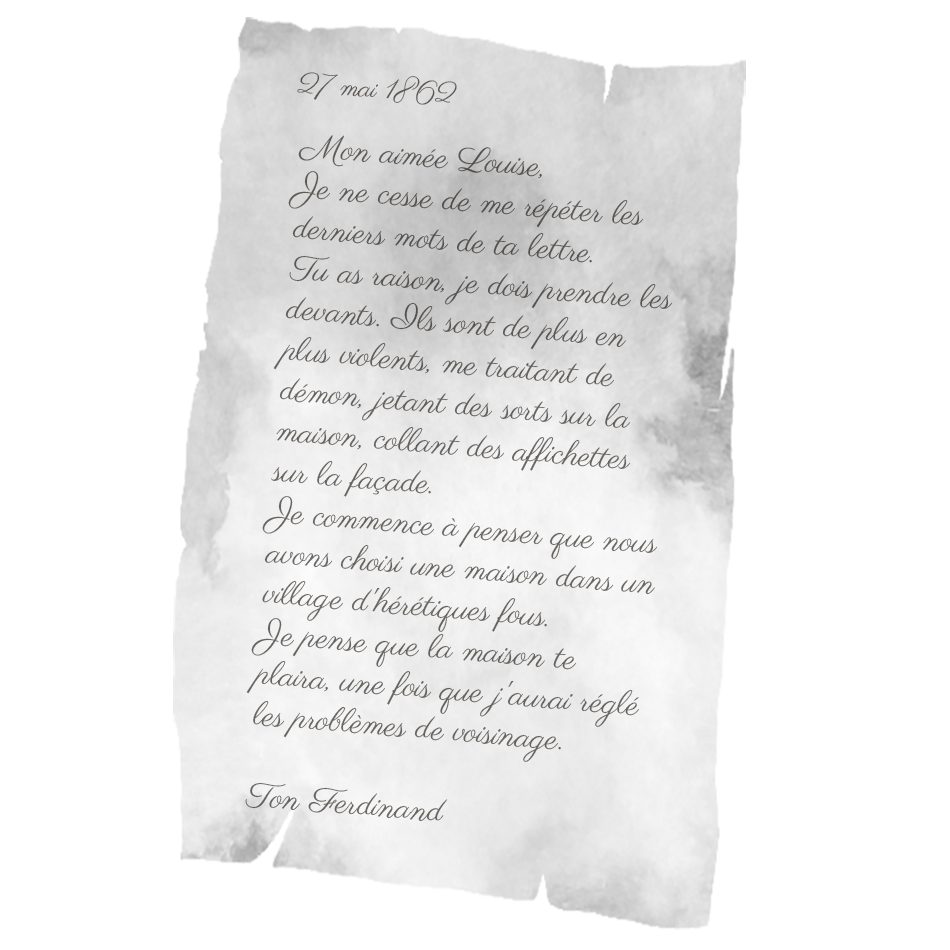 27 mai 1862
Mon aimée Louise,
Je ne cesse de me répéter les
derniers mots de ta lettre.
Tu as raison, je dois prendre les
devants. Ils sont de plus en
plus violents, me traitant de
démon, jetant des sorts sur la
maison, collant des affichettes
sur la façade.
Je commence à penser que nous
avons choisi une maison dans un
village d'hérétiques fous.
Je pense que la maison te
plaira, une fois que j'aurai réglé
les problèmes de voisinage.
Ton Ferdinand